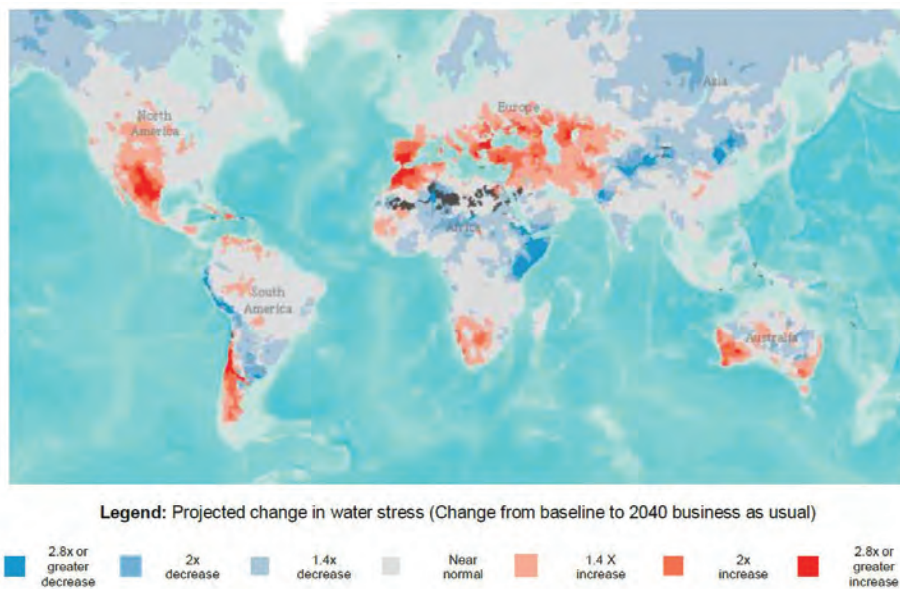 North
America
Europe
Asia
Africa
South
America
Australia
Legend: Projected change in water stress (Change from baseline to 2040 business as usual)
2.8x or
greater
decrease
2x
decrease
1.4x
decrease
Near
normal
1.4 X
increase
2x
increase
2.8x or
greater
increase